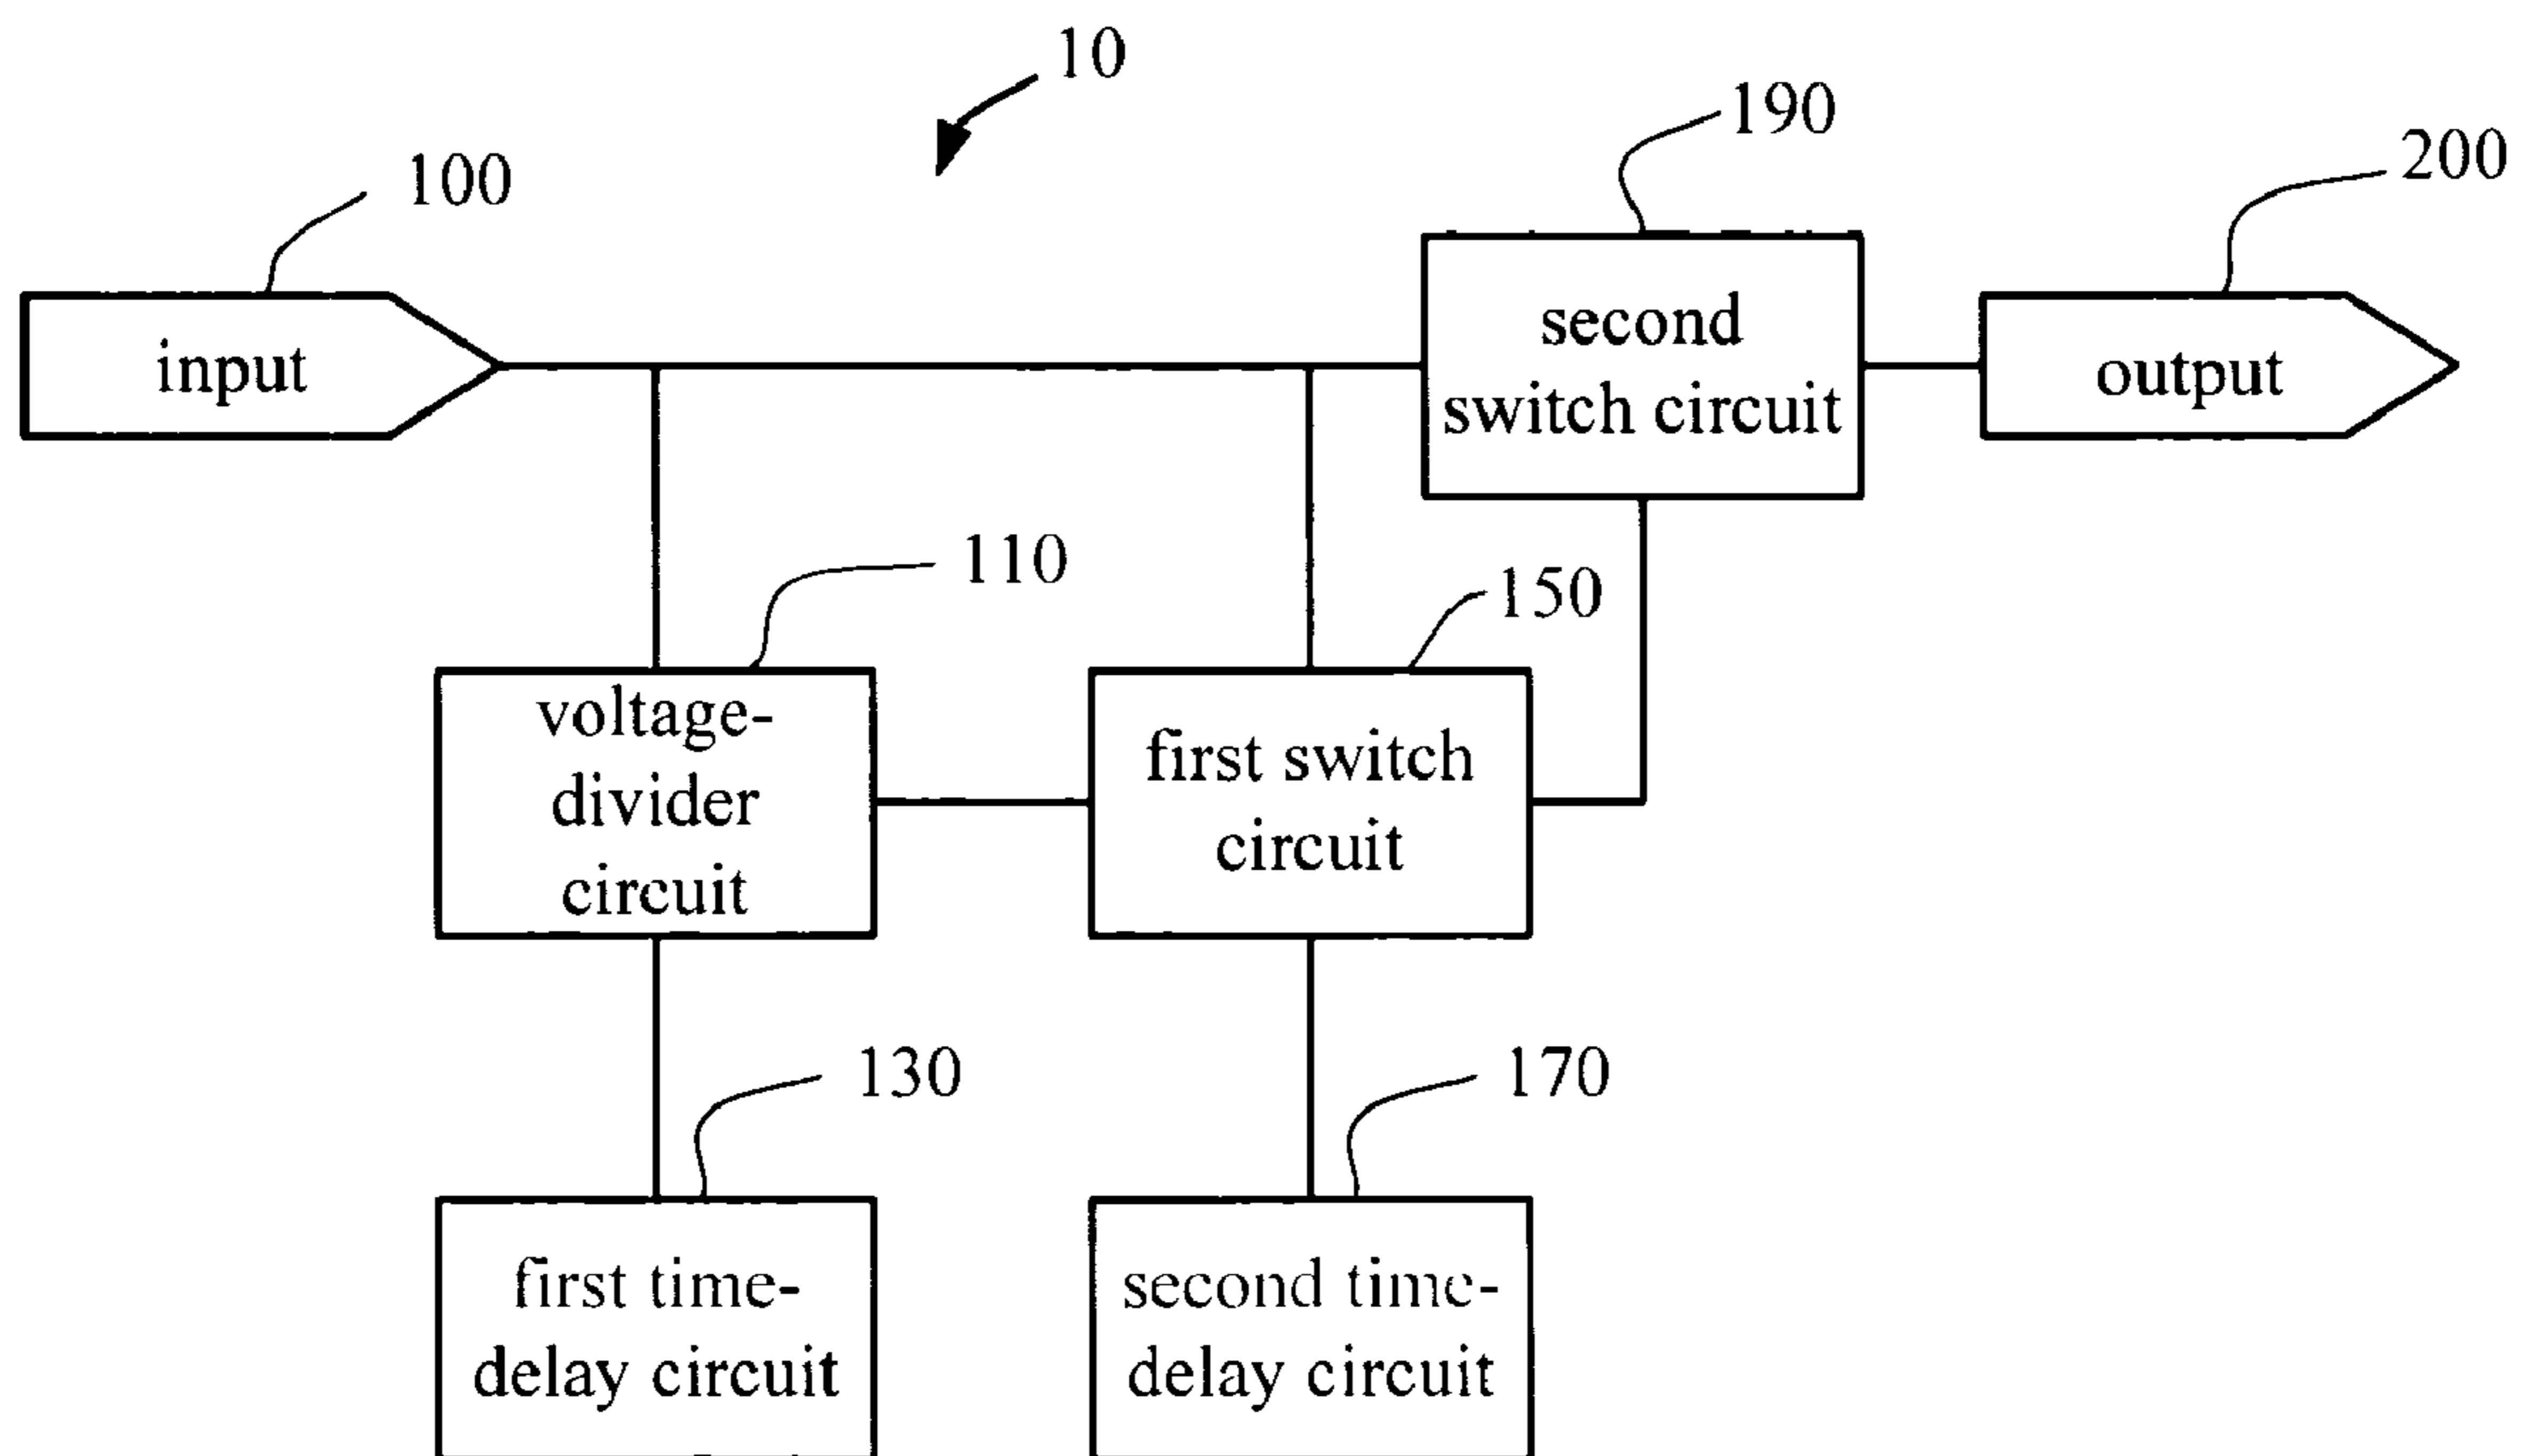 10
190
200
100
input
second
switch circuit
output
110
150
voltage-
divider
circuit
first switch
circuit
130
170
first time-
delay circuit
second time-
delay circuit